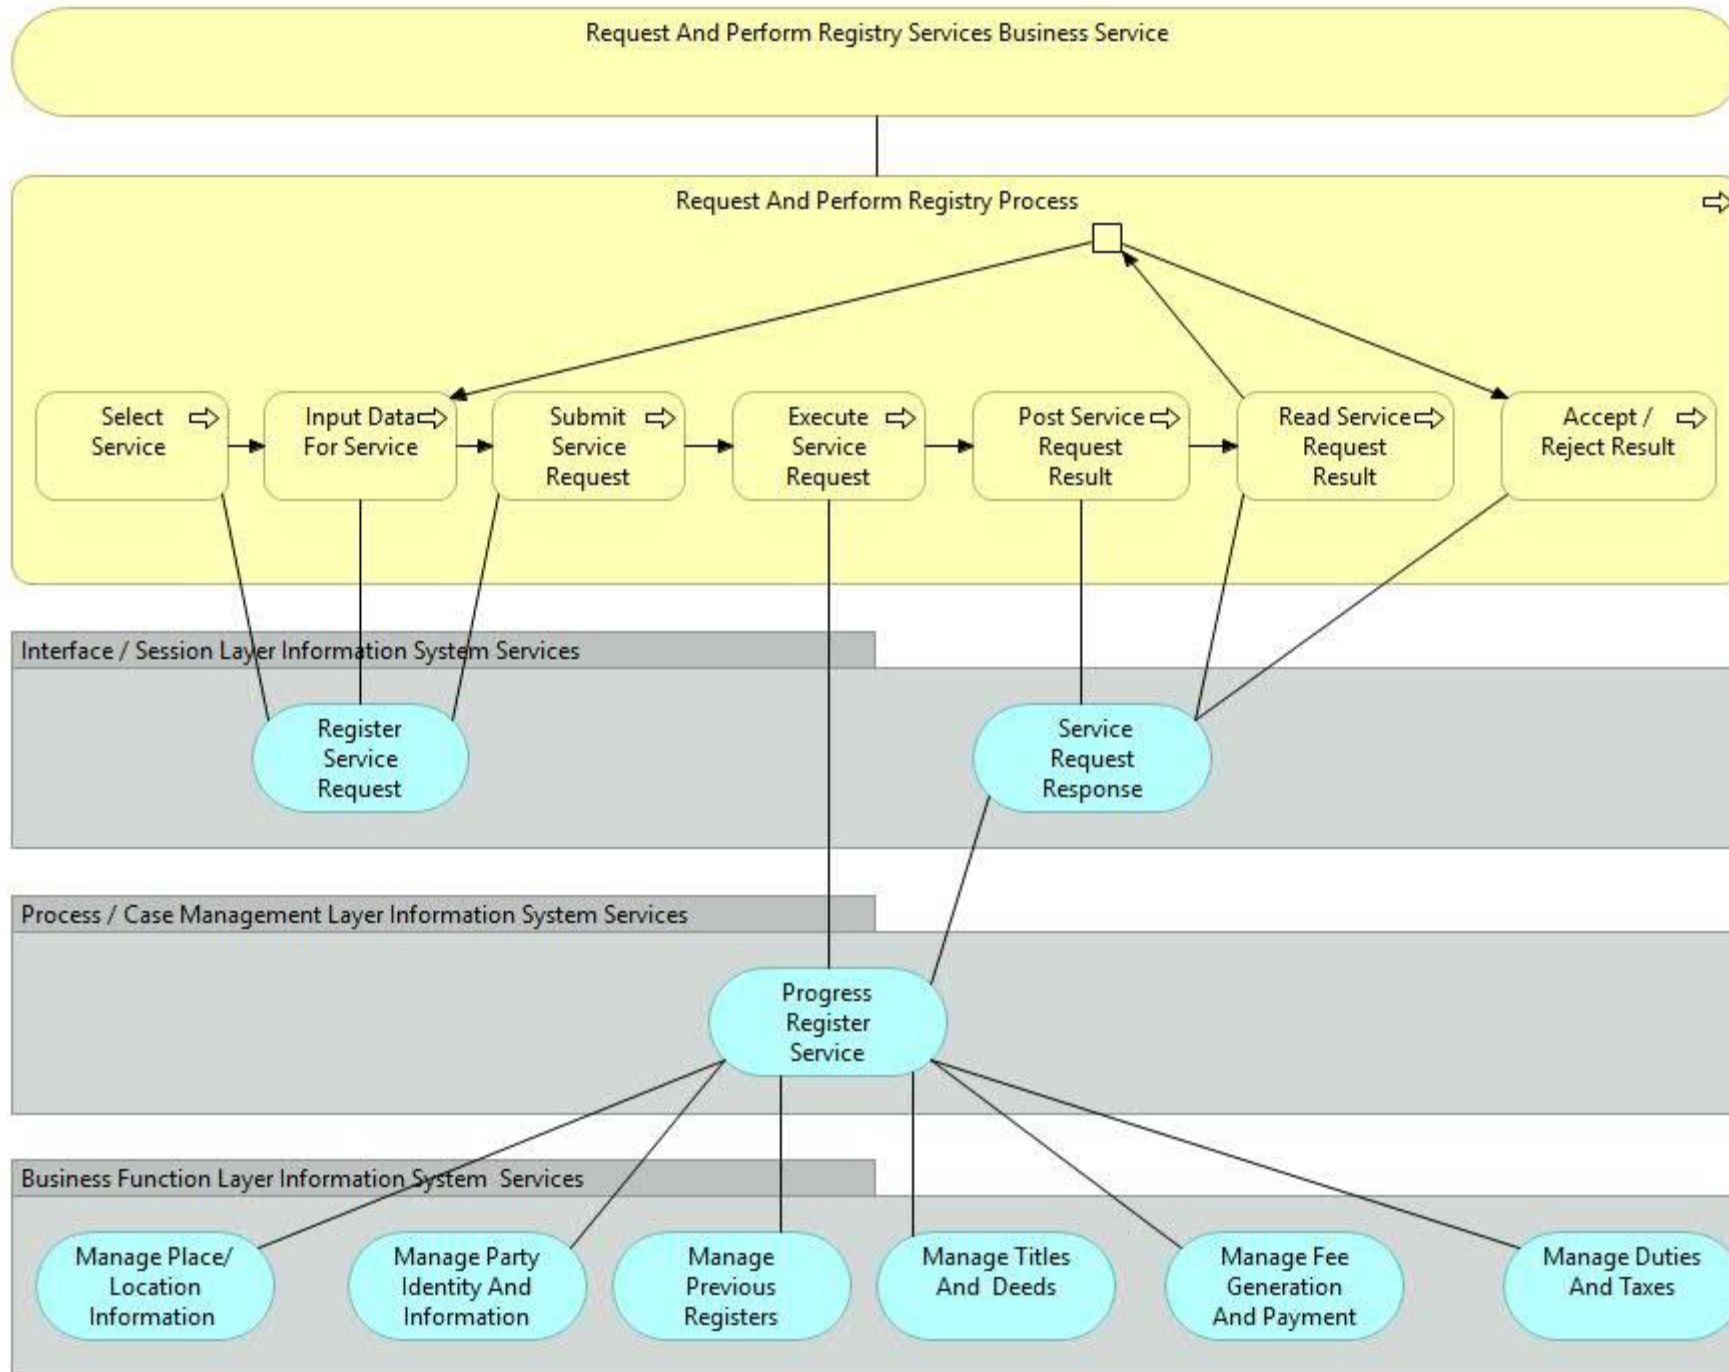 Request And Perform Registry Services Business Service
Request And Perform Registry Process
Select
Service
Input Data
For Service
Submit
Service
Request
Execute
Service
Request
Post Service
Request
Result
Read Service
Request
Result
Accept /
Reject Result
Interface / Session Layer Information System Services
Register
Service
Request
Service
Request
Response
Process / Case Management Layer Information System Services
Progress
Register
Service
Business Function Layer Information System  Services
Manage Place/
Location
Information
Manage Party
Identity And
Information
Manage
Previous
Registers
Manage Titles
And  Deeds
Manage Fee
Generation
And Payment
Manage Duties
And Taxes